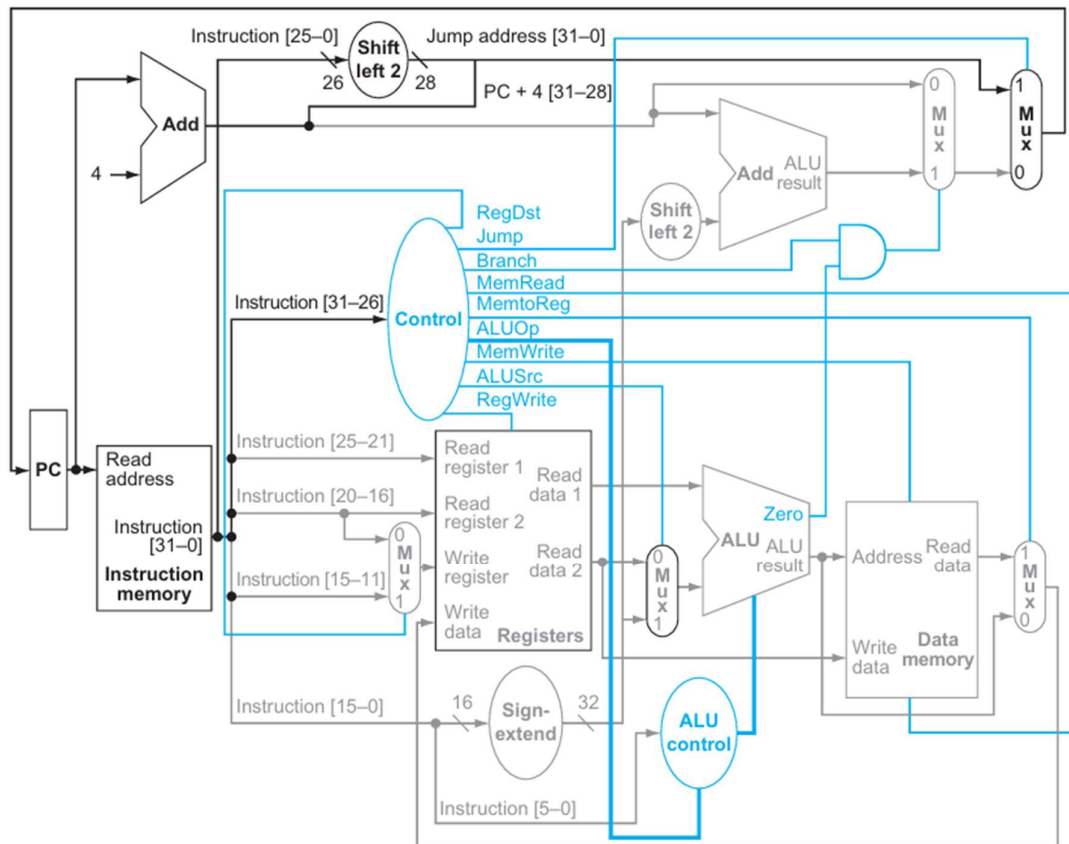 Instruction [25–0]
Shift
left 2
Jump address [31–0]
26
28
PC + 4 [31–28]
Add
4
0
M
u
x
1
1
M
u
x
0
Add
ALU
result
Shift
left 2
RegDst
Jump
Branch
MemRead
MemtoReg
ALUOp
MemWrite
ALUSrc
RegWrite
Instruction [31–26]
Control
PC
Read
address
Instruction
[31–0]
Instruction
memory
Instruction [25–21]
Instruction [20–16]
Instruction [15–11]
0
M
u
x
1
Read
register 1
Read
register 2
Write
register
Write
data
Read
data 1
Read
data 2
Registers
0
M
u
x
1
Zero
ALU
ALU
result
Address
Read
data
Write
data
Data
memory
1
M
u
x
0
Instruction [15–0]
16
Sign-
extend
32
ALU
control
Instruction [5–0]